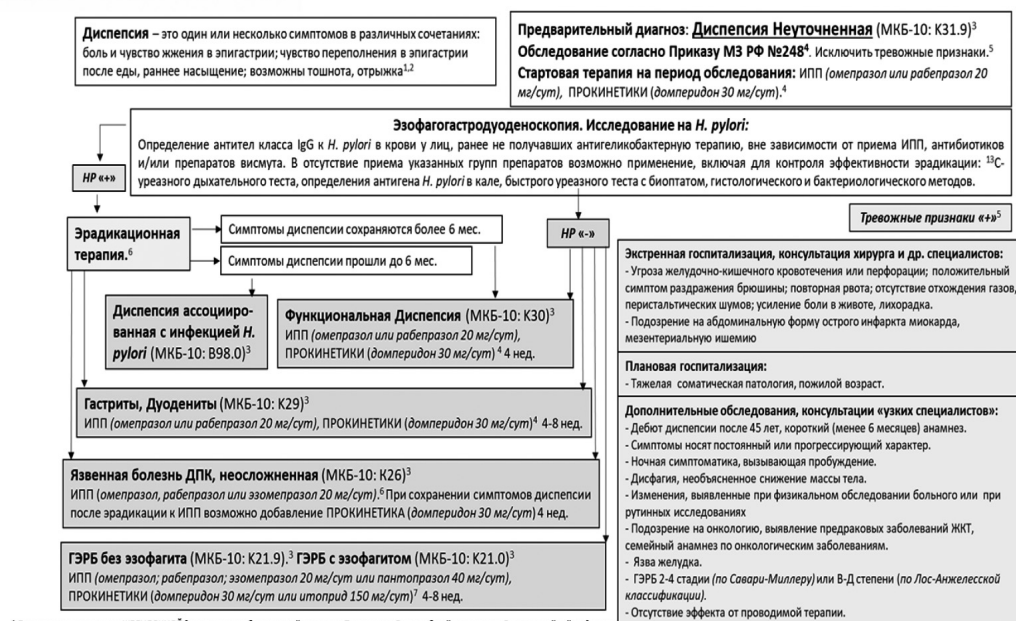 Диспепсия – это один или несколько симптомов в различных сочетаниях:
боль и чувство жжения в эпигастрии; чувство переполнения в эпигастрии
после еды, раннее насыщение; возможны тошнота, отрыжка1,2
Предварительный диагноз: Диспепсия Неуточненная (МКБ-10: K31.9)3
Обследование согласно Приказу МЗ РФ №2484. Исключить тревожные признаки.5
Стартовая терапия на период обследования: ИПП (омепразол или рабепразол 20
мг/сут), ПРОКИНЕТИКИ (домперидон 30 мг/сут).4
Эзофагогастродуоденоскопия. Исследование на H. pylori:
Определение антител класса IgG к H. pylori в крови у лиц, ранее не получавших антигеликобактерную терапию, вне зависимости от приема ИПП, антибиотиков
и/или препаратов висмута. В отсутствие приема указанных групп препаратов возможно применение, включая для контроля эффективности эрадикации: 13С-
уреазного дыхательного теста, определения антигена H. pylori в кале, быстрого уреазного теста с биоптатом, гистологического и бактериологического методов.
HP «+»
Эрадикационная
терапия.6
Симптомы диспепсии сохраняются более 6 мес.
Симптомы диспепсии прошли до 6 мес.
HP «-»
Диспепсия ассоцииро-
ванная с инфекцией H.
pylori (МКБ-10: B98.0)3
Функциональная Диспепсия (МКБ-10: K30)3
ИПП (омепразол или рабепразол 20 мг/сут),
ПРОКИНЕТИКИ (домперидон 30 мг/сут) 4 4 нед.
Гастриты, Дуодениты (МКБ-10: K29)3
ИПП (омепразол или рабепразол 20 мг/сут), ПРОКИНЕТИКИ (домперидон 30 мг/сут)4 4-8 нед.
Язвенная болезнь ДПК, неосложненная (МКБ-10: K26)3
ИПП (омепразол, рабепразол или эзомепразол 20 мг/сут).6 При сохранении симптомов диспепсии
после эрадикации к ИПП возможно добавление ПРОКИНЕТИКА (домперидон 30 мг/сут) 4 нед.
ГЭРБ без эзофагита (МКБ-10: K21.9).3 ГЭРБ с эзофагитом (МКБ-10: K21.0)3
ИПП (омепразол; рабепразол; эзометразол 20 мг/сут или пантопразол 40 мг/сут),
ПРОКИНЕТИКИ (домперидон 30 мг/сут или итоприд 150 мг/сут)7 4-8 нед.
Тревожные признаки «+»5
Экстренная госпитализация, консультация хирурга и др. специалистов:
- Угроза желудочно-кишечного кровотечения или перфорации; положительный
симптом раздражения брюшины; повторная рвота; отсутствие отхождения газов,
перистальтических шумов; усиление боли в животе, лихорадка.
- Подозрение на абдоминальную форму острого инфаркта миокарда,
мезентериальную ишемию
Плановая госпитализация:
- Тяжелая соматическая патология, пожилой возраст.
Дополнительные обследования, консультации «узких специалистов»:
- Дебют диспепсии после 45 лет, короткий (менее 6 месяцев) анамнез.
- Симптомы носят постоянный или прогрессирующий характер.
- Ночная симптоматика, вызывающая пробуждение.
- Дисфагия, необъясненное снижение массы тела.
- Изменения, выявленные при физикальном обследовании больного или при
рутинных исследованиях
- Подозрение на онкологию, выявление предраковых заболеваний ЖКТ,
семейный анамнез по онкологическим заболеваниям.
- Язва желудка.
- ГЭРБ 2-4 стадии (по Савари-Миллеру) или В-Д степени (по Лос-Анжелесской
классификации).
- Отсутствие эффекта от проводимой терапии.